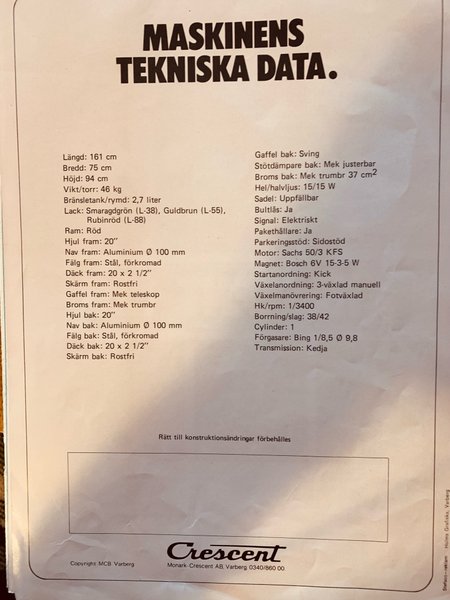 MASKINENS
TEKNISKA DATA.
Längd: 161 cm
Bredd: 75 cm
Höjd: 94 cm
Vikt/torr: 46 kg
Bränsletank/rymd: 2,7 liter
Lack: Smaragdgrön (L-38), Guldbrun (L-55),
Rubinröd (L-88)
Ram: Röd
Hjul fram: 20"
Nav fram: Aluminium Ø 100 mm
Fälg fram: Stål, förkromad
Däck fram: 20 x 2 1/2"
Skärm fram: Rostfri
Gaffel fram: Mek teleskop
Broms fram: Mek trumbr
Hjul bak: 20"
Nav bak: Aluminium Ø 100 mm
Fälg bak: Stål, förkromad
Däck bak: 20 x 2 1/2"
Skärm bak: Rostfri
Gaffel bak: Sving
Stötdämpare bak: Mek justerbar
Broms bak: Mek trumbr 37 cm2
Hel/halvljus: 15/15 W
Sadel: Uppfällbar
Bultlås: Ja
Signal: Elektriskt
Pakethållare: Ja
Parkeringsstöd: Sidostöd
Motor: Sachs 50/3 KFS
Magnet: Bosch 6V 15-3-5 W
Startanordning: Kick
Växelanordning: 3-växlad manuell
Växelmanövrering: Fotväxlad
Hk/rpm: 1/3400
Borrning/slag: 38/42
Cylinder: 1
Förgasare: Bing 1/8,5 Ø 9,8
Transmission: Kedja
Rätt till konstruktionsändringar förbehålles
Crescent
Copyright MCB Varberg
Monark-Crescent AB, Varberg 0340/860 00.
Holms Grafiska, Varberg